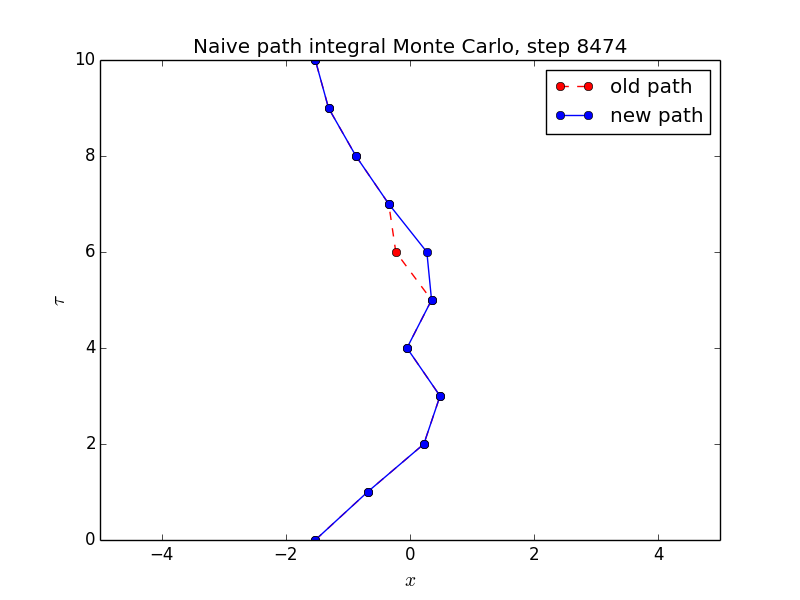 Naive path integral Monte Carlo, step 8474
old path
new path
10
8
6
4
2
0
τ
−4
−2
0
2
4
x